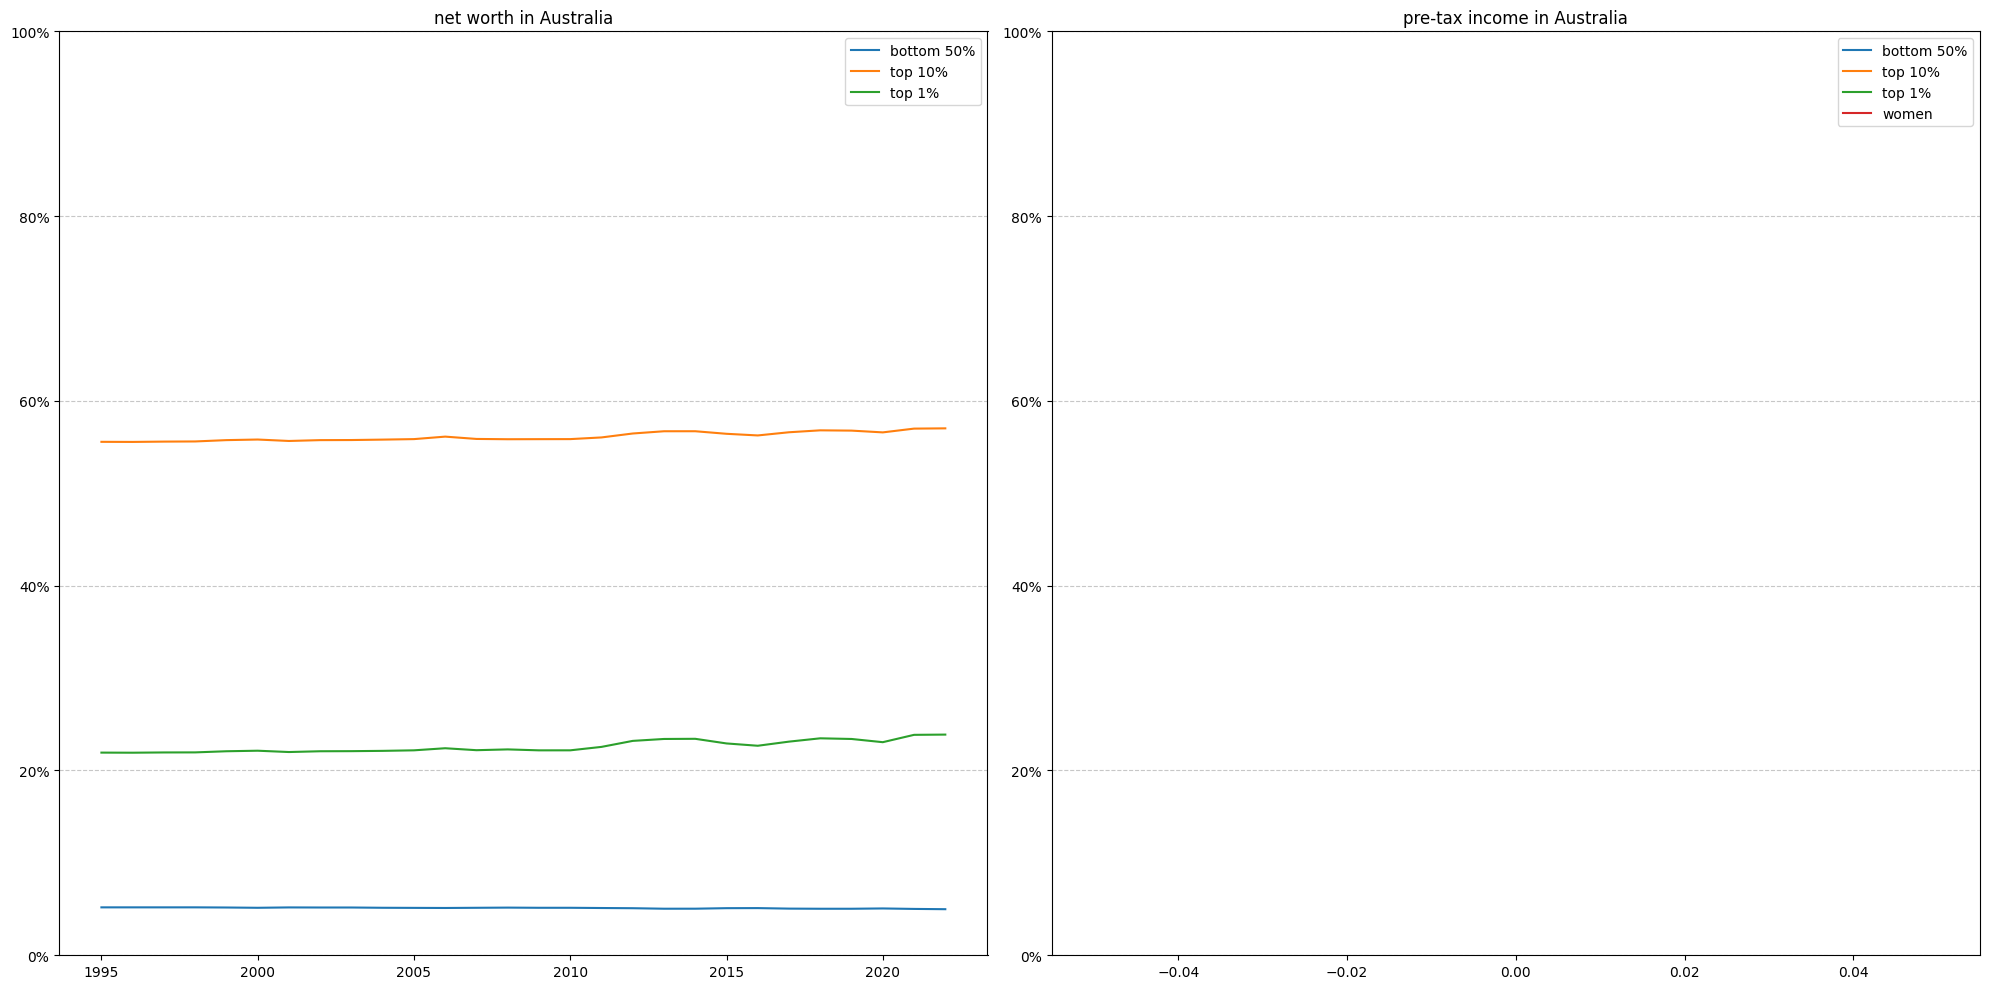 net worth in Australia
100%
80%
60%
40%
20%
0%
1995 2000 2005 2010 2015 2020
bottom 50%
top 10%
top 1%
pre-tax income in Australia
100%
80%
60%
40%
20%
0%
−0.04 −0.02 0.00 0.02 0.04
bottom 50%
top 10%
top 1%
women